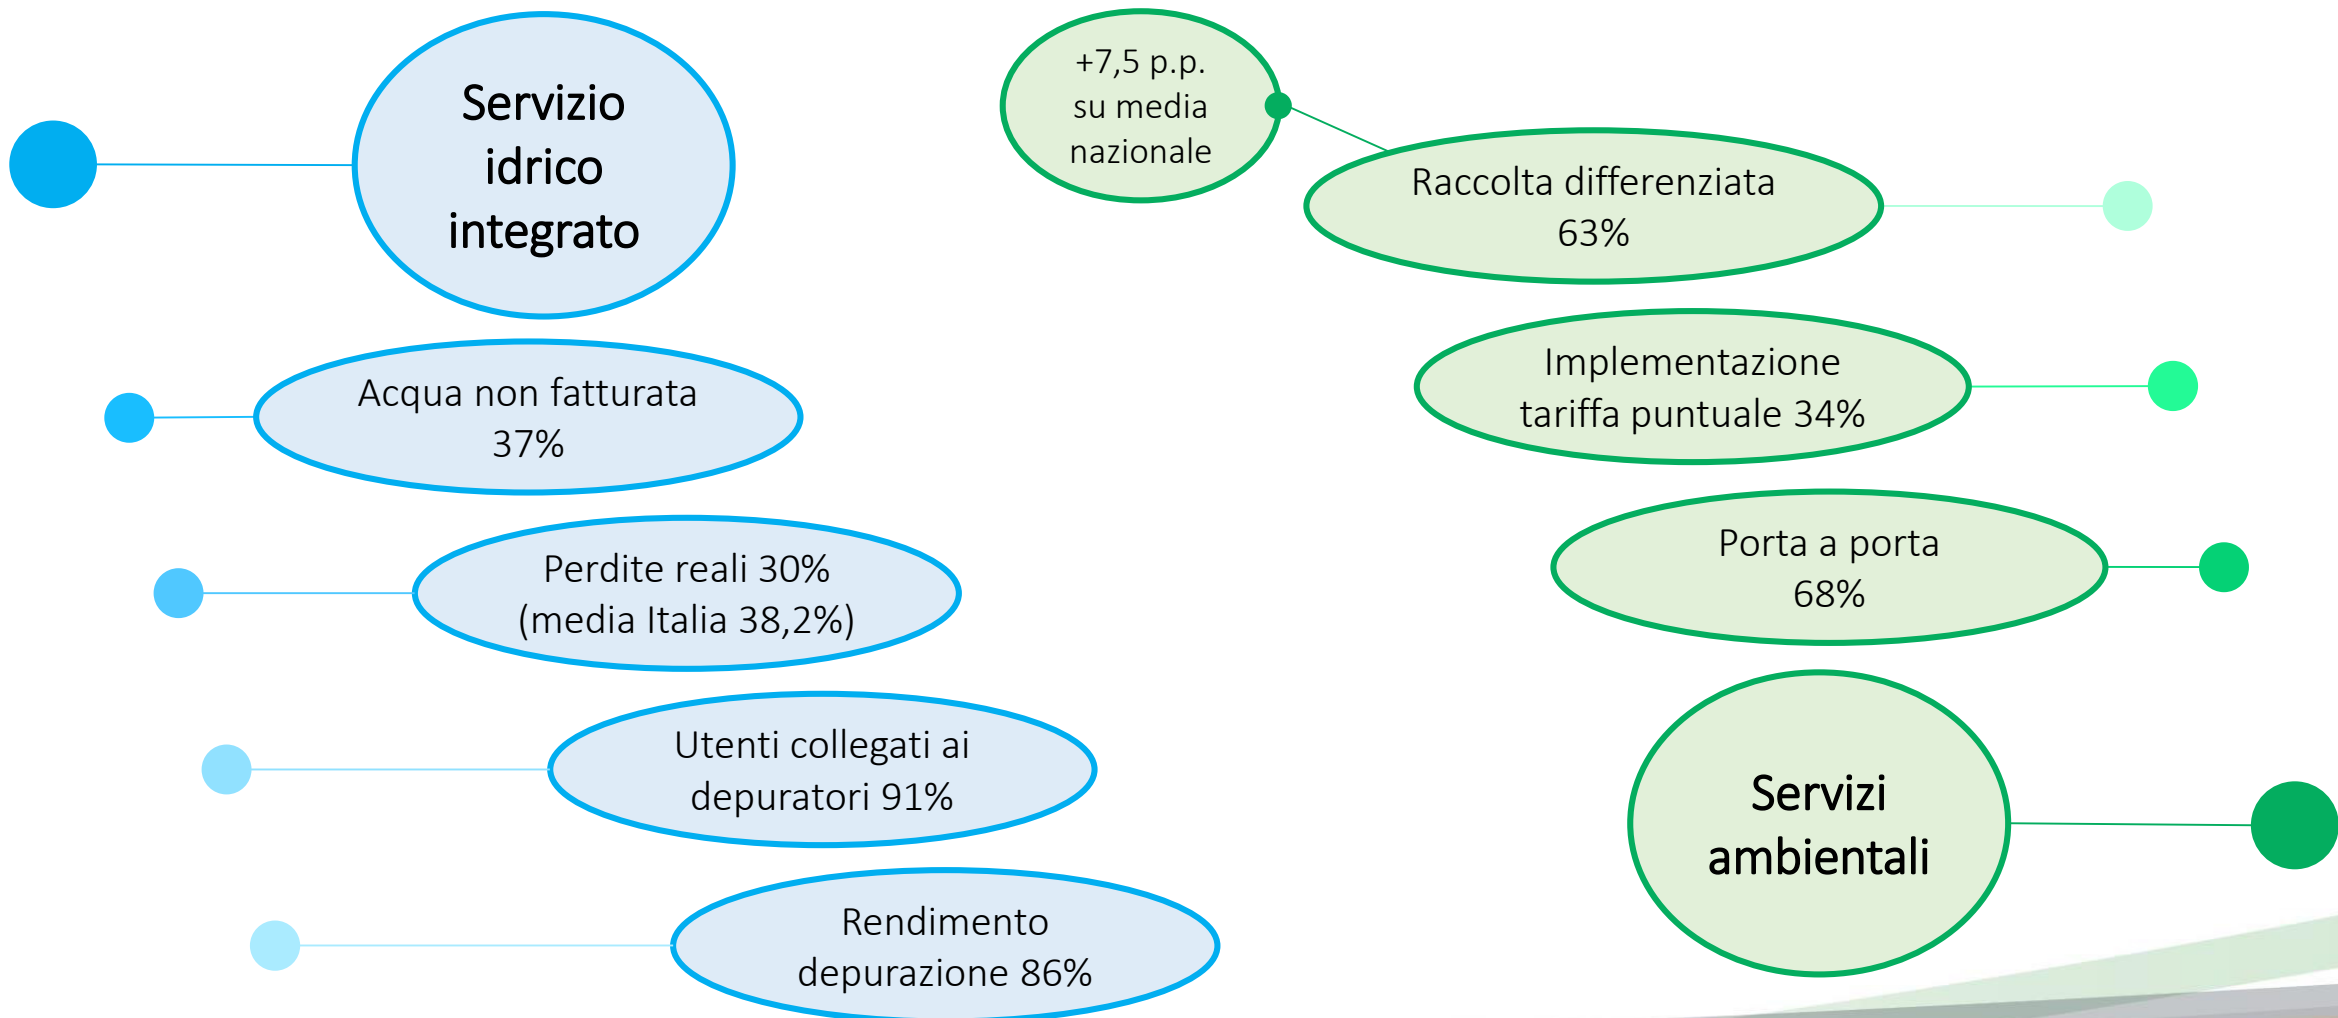 Servizio
idrico
integrato
Acqua non fatturata
37%
Perdite reali 30%
(media Italia 38,2%)
Utenti collegati ai
depuratori 91%
Rendimento
depurazione 86%
+7,5 p.p.
su media
nazionale
Raccolta differenziata
63%
Implementazione
tariffa puntuale 34%
Porta a porta
68%
Servizi
ambientali